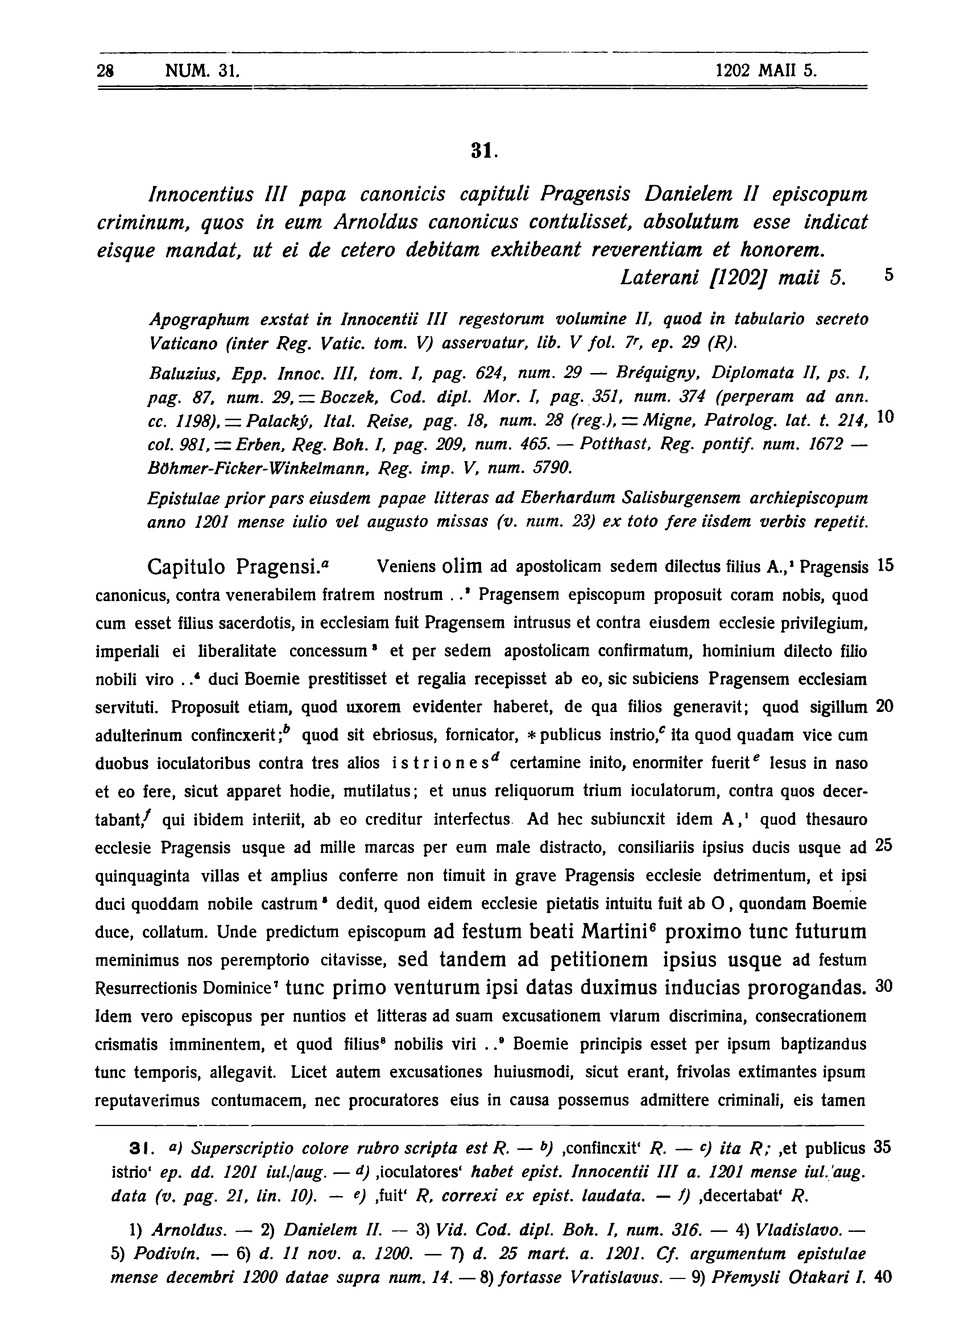 28 NUM. 31. 1202 MAII 5.
31.
Innocentius III papa canonicis capituli Pragensis Danielem II episcopum
criminum, quos in eum Arnoldus canonicus contulisset, absolutum esse indicat
eisque mandat, ut ei de cetero debitam exhibeant reverentiam et honorem.
Laterani [1202] maii 5. 5
Apographum exstat in Innocentii III regestorum volumine II, quod in tabulario secreto
Vaticano (inter Reg. Vatic. tom. V) asservatur, lib. V fol. 7ʳ, ep. 29 (R).
Baluzius, Epp. Innoc. III, tom. I, pag. 624, num. 29 — Bréquigny, Diplomata II, ps. I,
pag. 87, num. 29, = Boczek, Cod. dipl. Mor. I, pag. 351, num. 374 (perperam ad ann.
cc. 1198), = Palacký, Ital. Reise, pag. 18, num. 28 (reg.), = Migne, Patrolog. lat. t. 214, 10
col. 981, = Erben, Reg. Boh. I, pag. 209, num. 465. — Potthast, Reg. pontif. num. 1672 —
Böhmer-Ficker-Winkelmann, Reg. imp. V, num. 5790.
Epistulae prior pars eiusdem papae litteras ad Eberhardum Salisburgensem archiepiscopum
anno 1201 mense iulio vel augusto missas (v. num. 23) ex toto fere iisdem verbis repetit.
Capitulo Pragensi.ᵃ Veniens olim ad apostolicam sedem dilectus filius A.,¹ Pragensis 15
canonicus, contra venerabilem fratrem nostrum . .² Pragensem episcopum proposuit coram nobis, quod
cum esset filius sacerdotis, in ecclesiam fuit Pragensem intrusus et contra eiusdem ecclesie privilegium,
imperiali ei liberalitate concessum³ et per sedem apostolicam confirmatum, hominium dilecto filio
nobili viro . .⁴ duci Boemie prestitisset et regalia recepisset ab eo, sic subiciens Pragensem ecclesiam
servituti. Proposuit etiam, quod uxorem evidenter haberet, de qua filios generavit; quod sigillum 20
adulterinum confincxerit;ᵇ quod sit ebriosus, fornicator, * publicus instrio,ᶜ ita quod quadam vice cum
duobus ioculatoribus contra tres alios istrionesᵈ certamine inito, enormiter fueritᵉ lesus in naso
et eo fere, sicut apparet hodie, mutilatus; et unus reliquorum trium ioculatorum, contra quos decer-
tabant,ᶠ qui ibidem interiit, ab eo creditur interfectus. Ad hec subiuncxit idem A,¹ quod thesauro
ecclesie Pragensis usque ad mille marcas per eum male distracto, consiliariis ipsius ducis usque ad 25
quinquaginta villas et amplius conferre non timuit in grave Pragensis ecclesie detrimentum, et ipsi
duci quoddam nobile castrum⁵ dedit, quod eidem ecclesie pietatis intuitu fuit ab O, quondam Boemie
duce, collatum. Unde predictum episcopum ad festum beati Martini⁶ proximo tunc futurum
meminimus nos peremptorio citavisse, sed tandem ad petitionem ipsius usque ad festum
Resurrectionis Dominice⁷ tunc primo venturum ipsi datas duximus inducias prorogandas. 30
Idem vero episcopus per nuntios et litteras ad suam excusationem viarum discrimina, consecrationem
crismatis imminentem, et quod filius⁸ nobilis viri . .⁹ Boemie principis esset per ipsum baptizandus
tunc temporis, allegavit. Licet autem excusationes huiusmodi, sicut erant, frivolas extimantes ipsum
reputaverimus contumacem, nec procuratores eius in causa possemus admittere criminali, eis tamen
31. a) Superscriptio colore rubro scripta est R. — b) ‚confincxit‘ R. — c) ita R; ‚et publicus 35
istrio‘ ep. dd. 1201 iul./aug. — d) ‚ioculatores‘ habet epist. Innocentii III a. 1201 mense iul./aug.
data (v. pag. 21, lin. 10). — e) ‚fuit‘ R, correxi ex epist. laudata. — f) ‚decertabat‘ R.
1) Arnoldus. — 2) Danielem II. — 3) Vid. Cod. dipl. Boh. I, num. 316. — 4) Vladislavo. —
5) Podivín. — 6) d. 11 nov. a. 1200. — 7) d. 25 mart. a. 1201. Cf. argumentum epistulae
mense decembri 1200 datae supra num. 14. — 8) fortasse Vratislavus. — 9) Přemysli Otakari I. 40